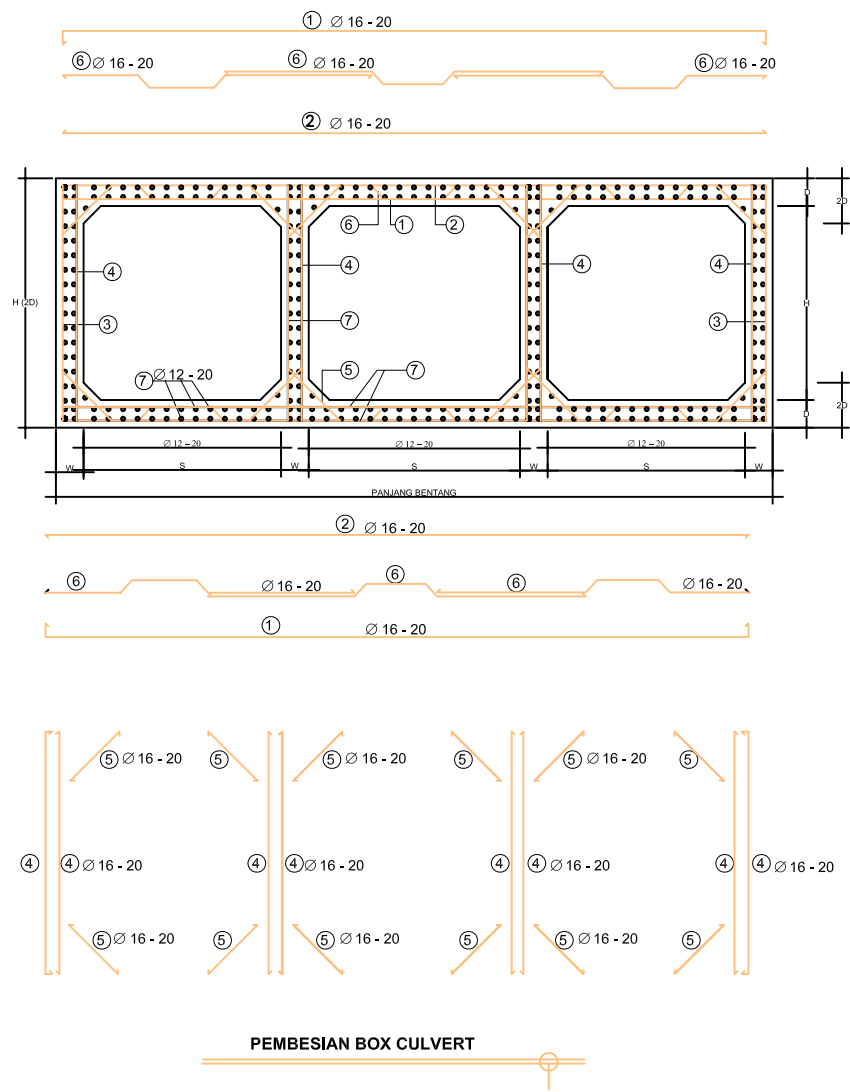 1 Ø 16 - 20
6 Ø 16 - 20 6 Ø 16 - 20 6 Ø 16 - 20
2 Ø 16 - 20
6 1 2
D
2D
4 4 4 4
H (2D)
H
3 7 3
7 Ø 12 - 20 5 7
D
2D
Ø 12 – 20 Ø 12 – 20 Ø 12 – 20
W S W S W S W
PANJANG BENTANG
2 Ø 16 - 20
6 Ø 16 - 20 6 6 Ø 16 - 20
1 Ø 16 - 20
5 Ø 16 - 20 5 5 Ø 16 - 20 5 5 Ø 16 - 20 5
4 4 Ø 16 - 20 4 4 Ø 16 - 20 4 4 Ø 16 - 20 4 4 Ø 16 - 20
5 Ø 16 - 20 5 5 Ø 16 - 20 5 5 Ø 16 - 20 5
PEMBESIAN BOX CULVERT